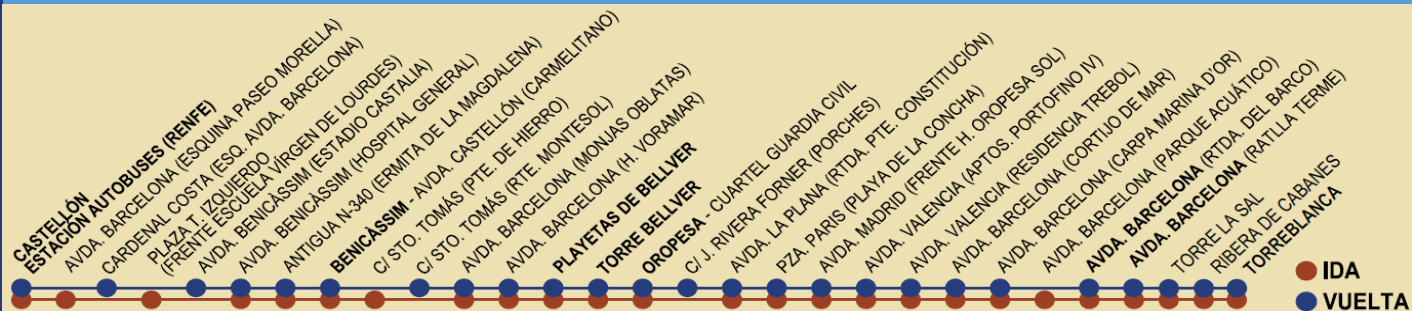 CASTELLÓN
ESTACIÓN AUTOBUSES (RENFE)
AVDA. BARCELONA (ESQUINA PASEO MORELLA)
CARDENAL COSTA (ESQ. AVDA. BARCELONA)
PLAZA T. IZQUIERDO
(FRENTE ESCUELA VÍRGEN DE LOURDES)
AVDA. BENICÀSSIM (ESTADIO CASTALIA)
AVDA. BENICÀSSIM (HOSPITAL GENERAL)
ANTIGUA N-340 (ERMITA DE LA MAGDALENA)
BENICÀSSIM - AVDA. CASTELLÓN (CARMELITANO)
C/ STO. TOMÁS (PTE. DE HIERRO)
C/ STO. TOMÁS (RTE. MONTESOL)
AVDA. BARCELONA (MONJAS OBLATAS)
AVDA. BARCELONA (H. VORAMAR)
PLAYETAS DE BELLVER
TORRE BELLVER
OROPESA - CUARTEL GUARDIA CIVIL
C/ J. RIVERA FORNER (PORCHES)
AVDA. LA PLANA (RTDA. PTE. CONSTITUCIÓN)
PZA. PARIS (PLAYA DE LA CONCHA)
AVDA. MADRID (FRENTE H. OROPESA SOL)
AVDA. VALENCIA (APTOS. PORTOFINO IV)
AVDA. VALENCIA (RESIDENCIA TREBOL)
AVDA. BARCELONA (CORTIJO DE MAR)
AVDA. BARCELONA (CARPA MARINA D'OR)
AVDA. BARCELONA (PARQUE ACUÁTICO)
AVDA. BARCELONA (RTDA. DEL BARCO)
AVDA. BARCELONA (RATLLA TERME)
TORRE LA SAL
RIBERA DE CABANES
TORREBLANCA
IDA
VUELTA